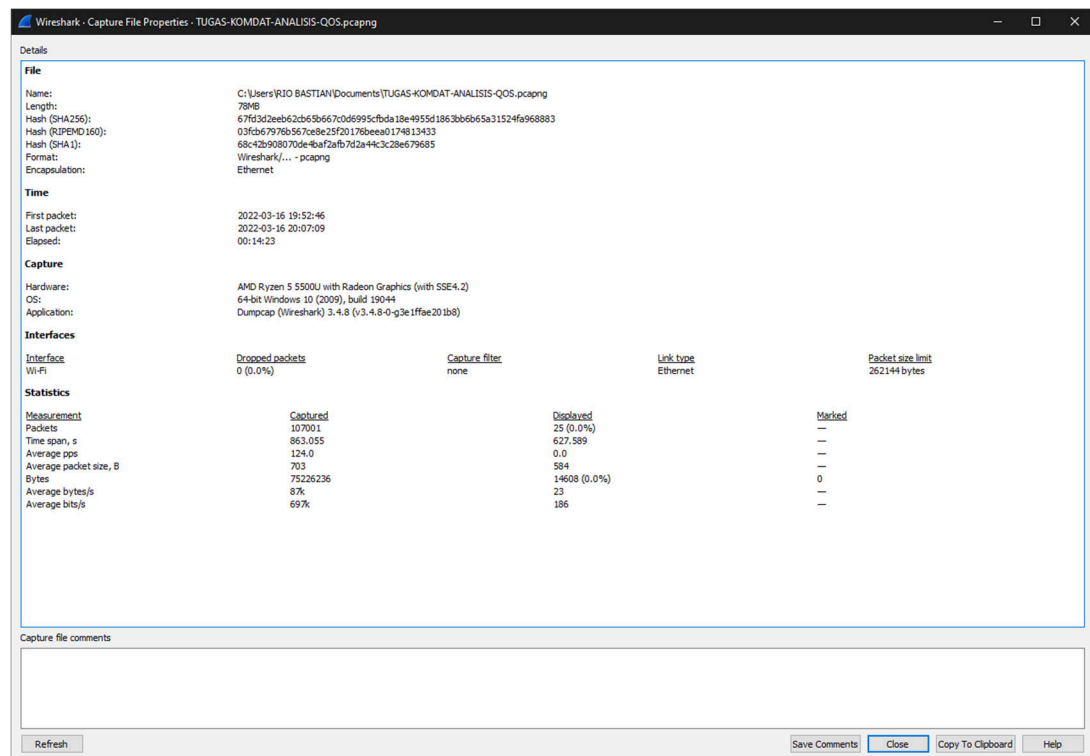 Wireshark · Capture File Properties · TUGAS-KOMDAT-ANALISIS-QOS.pcapng
Details
File
Name: C:\Users\RIO BASTIAN\Documents\TUGAS-KOMDAT-ANALISIS-QOS.pcapng
Length: 78MB
Hash (SHA256): 67fd3d2eeb62cb65b667c0d6995cfbda18e4955d1863bb6b65a31524fa968883
Hash (RIPEMD160): 03fcb67976b567ce8e25f20176beea0174813433
Hash (SHA1): 68c42b908070de4baf2afb7d2a44c3c28e679685
Format: Wireshark/... - pcapng
Encapsulation: Ethernet
Time
First packet: 2022-03-16 19:52:46
Last packet: 2022-03-16 20:07:09
Elapsed: 00:14:23
Capture
Hardware: AMD Ryzen 5 5500U with Radeon Graphics (with SSE4.2)
OS: 64-bit Windows 10 (2009), build 19044
Application: Dumpcap (Wireshark) 3.4.8 (v3.4.8-0-g3e1ffae201b8)
Interfaces
Interface Dropped packets Capture filter Link type Packet size limit
Wi-Fi 0 (0.0%) none Ethernet 262144 bytes
Statistics
Measurement Captured Displayed Marked
Packets 107001 25 (0.0%) —
Time span, s 863.055 627.589 —
Average pps 124.0 0.0 —
Average packet size, B 703 584 —
Bytes 75226236 14608 (0.0%) 0
Average bytes/s 87k 23 —
Average bits/s 697k 186 —
Capture file comments
Refresh Save Comments Close Copy To Clipboard Help